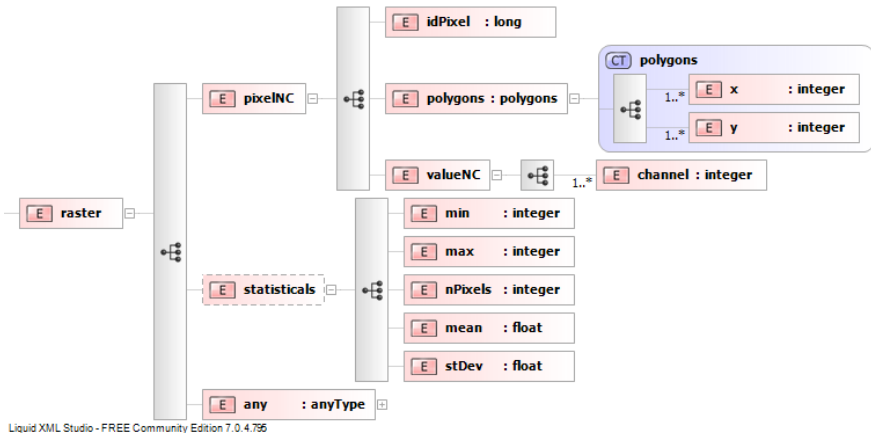 E idPixel : long
CT polygons
E pixelNC
E polygons : polygons
1..* E x : integer
1..* E y : integer
E valueNC
1..* E channel : integer
E raster
E min : integer
E max : integer
E statisticals
E nPixels : integer
E mean : float
E stDev : float
E any : anyType
Liquid XML Studio - FREE Community Edition 7.0.4.795